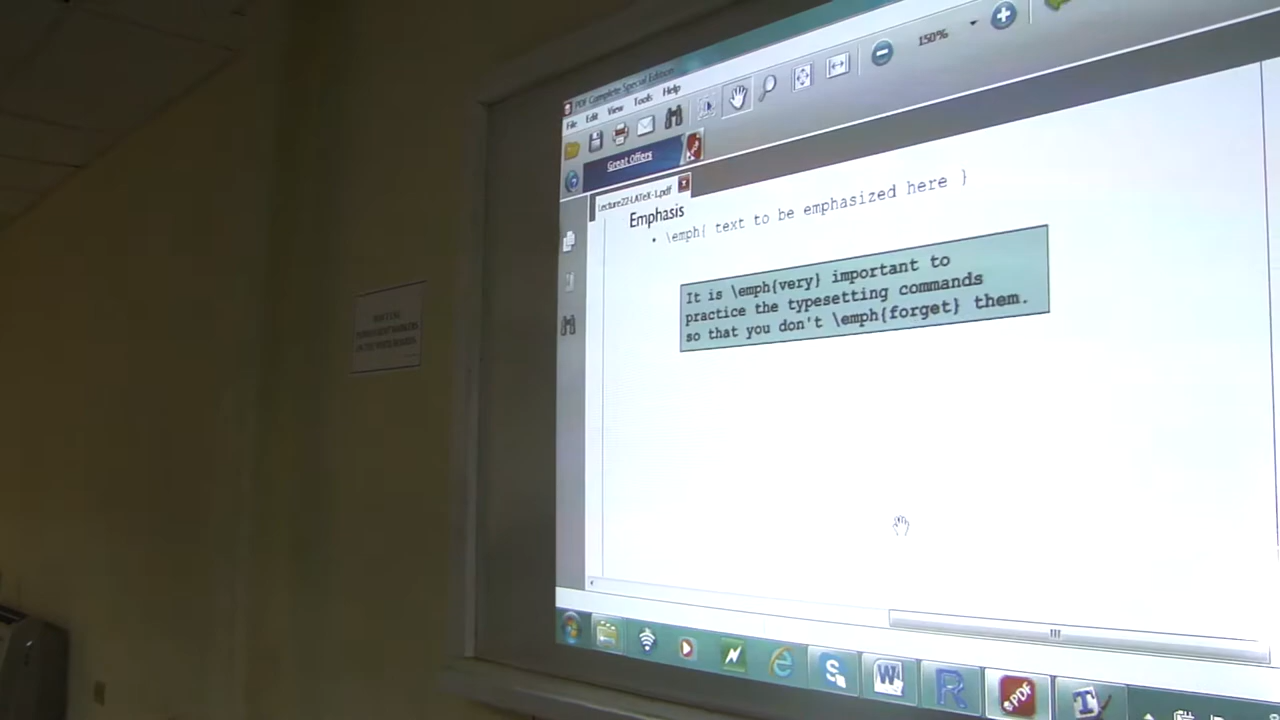 PDF Complete Special Edition
File Edit View Tools Help
150%
Great Offers
Lecture22-LATeX-1.pdf
Emphasis
• \emph{ text to be emphasized here }
It is \emph{very} important to
practice the typesetting commands
so that you don't \emph{forget} them.